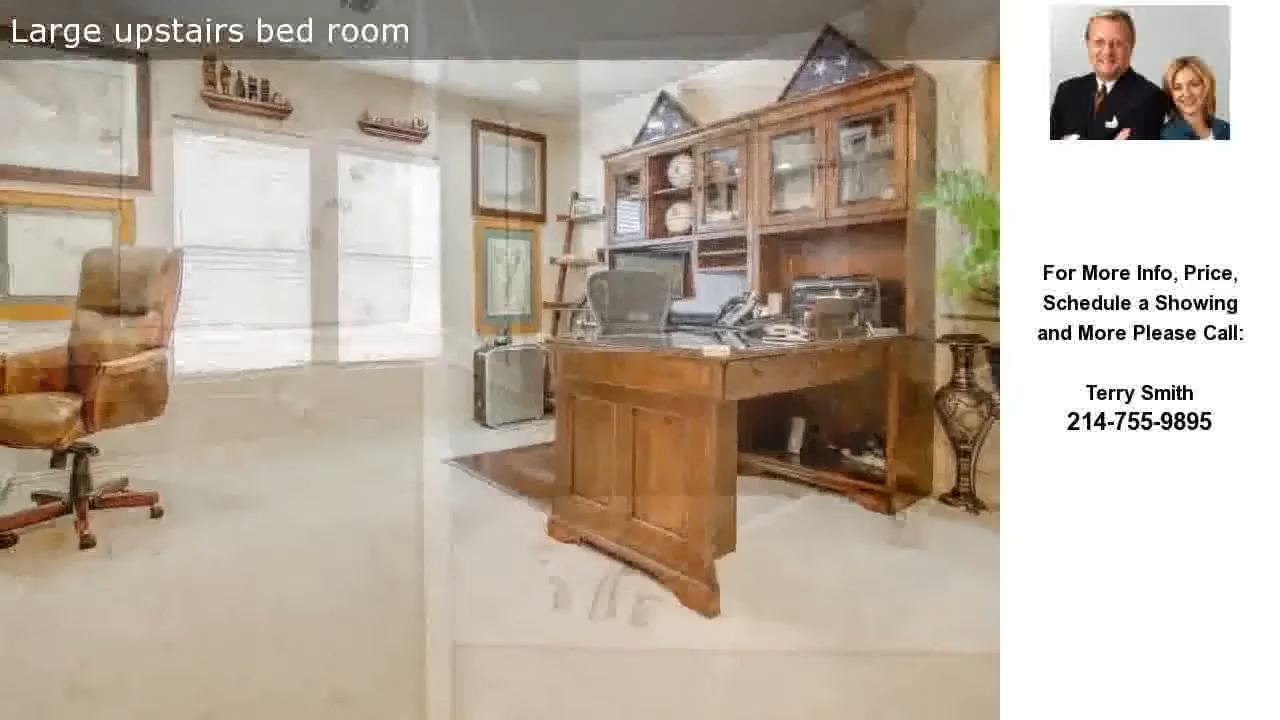 Large upstairs bed room
For More Info, Price,
Schedule a Showing
and More Please Call:
Terry Smith
214-755-9895